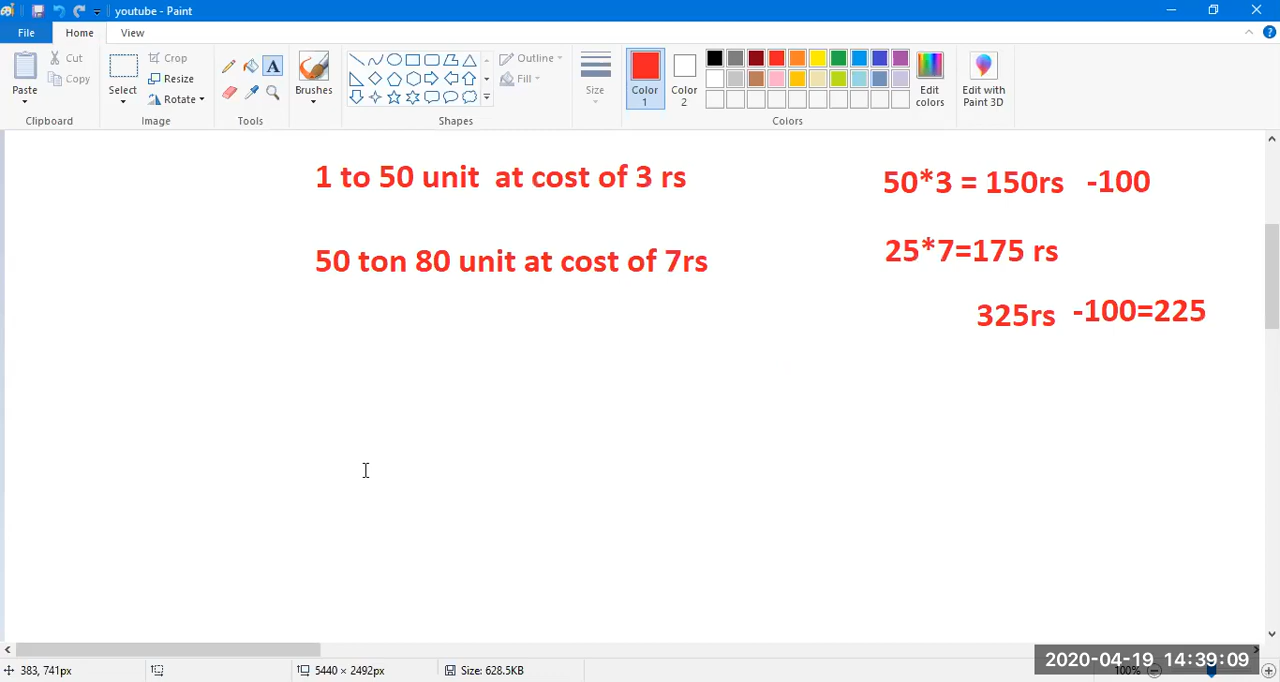 youtube - Paint
File Home View
Paste
Cut
Copy
Clipboard
Select
Crop
Resize
Rotate
Image
Tools
Brushes
Shapes
Outline
Fill
Size
Color 1
Color 2
Colors
Edit colors
Edit with Paint 3D
1 to 50 unit at cost of 3 rs
50*3 = 150rs -100
50 ton 80 unit at cost of 7rs
25*7=175 rs
325rs -100=225
383, 741px
5440 × 2492px
Size: 628.5KB
100%
2020-04-19 14:39:09